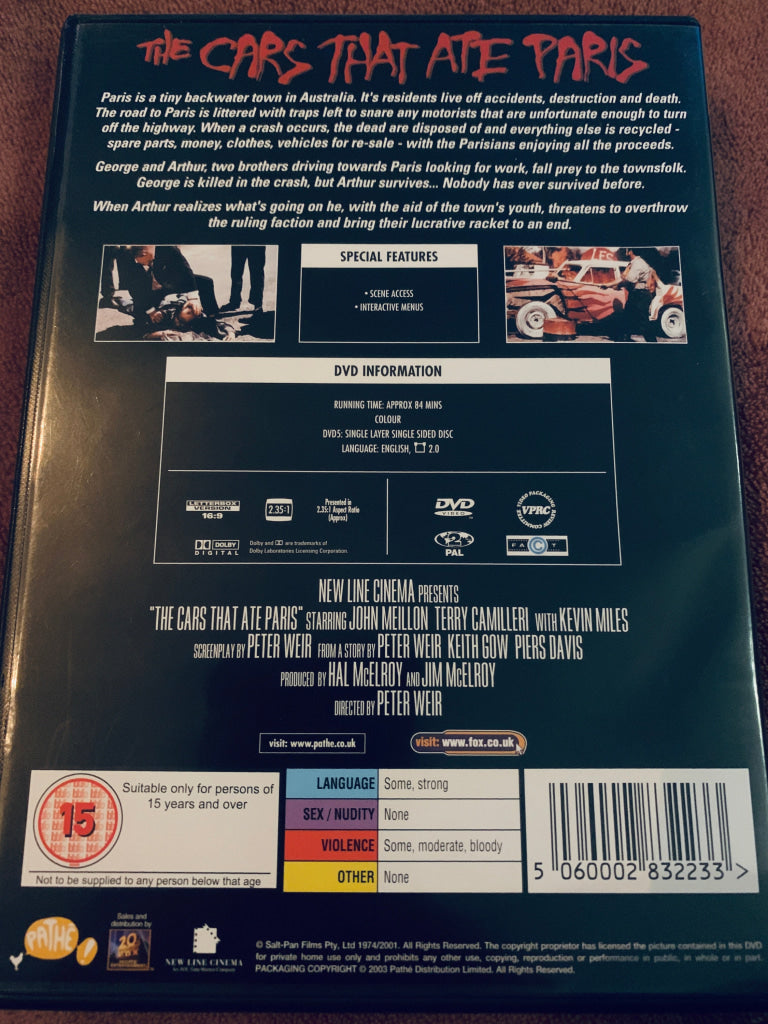 THE CARS THAT ATE PARIS
Paris is a tiny backwater town in Australia. It's residents live off accidents, destruction and death.
The road to Paris is littered with traps left to snare any motorists that are unfortunate enough to turn
off the highway. When a crash occurs, the dead are disposed of and everything else is recycled -
spare parts, money, clothes, vehicles for re-sale - with the Parisians enjoying all the proceeds.
George and Arthur, two brothers driving towards Paris looking for work, fall prey to the townsfolk.
George is killed in the crash, but Arthur survives... Nobody has ever survived before.
When Arthur realizes what's going on he, with the aid of the town's youth, threatens to overthrow
the ruling faction and bring their lucrative racket to an end.
SPECIAL FEATURES
• SCENE ACCESS
• INTERACTIVE MENUS
DVD INFORMATION
RUNNING TIME: APPROX 84 MINS
COLOUR
DVD5: SINGLE LAYER SINGLE SIDED DISC
LANGUAGE: ENGLISH, 2.0
LETTERBOX
VERSION
16:9
2.35:1
Presented in
2.35:1 Aspect Ratio
(Approx)
DVD
VIDEO
VIDEO PACKAGING REVIEW COMMITTEE
VPRC
DOLBY
DIGITAL
Dolby and are trademarks of
Dolby Laboratories Licensing Corporation.
2
PAL
FACT
NEW LINE CINEMA PRESENTS
"THE CARS THAT ATE PARIS" STARRING JOHN MEILLON TERRY CAMILLERI WITH KEVIN MILES
SCREENPLAY BY PETER WEIR FROM A STORY BY PETER WEIR KEITH GOW PIERS DAVIS
PRODUCED BY HAL McELROY AND JIM McELROY
DIRECTED BY PETER WEIR
visit: www.pathe.co.uk
visit: www.fox.co.uk
15
Suitable only for persons of
15 years and over
Not to be supplied to any person below that age
LANGUAGE Some, strong
SEX / NUDITY None
VIOLENCE Some, moderate, bloody
OTHER None
5 060002 832233 >
PATHE!
Sales and
distribution by
20
FOX
NEW LINE CINEMA
© Salt-Pan Films Pty, Ltd 1974/2001. All Rights Reserved. The copyright proprietor has licensed the picture contained in this DVD
for private home use only and prohibits any other use, copying, reproduction or performance in public, in whole or in part.
PACKAGING COPYRIGHT © 2003 Pathé Distribution Limited. All Rights Reserved.